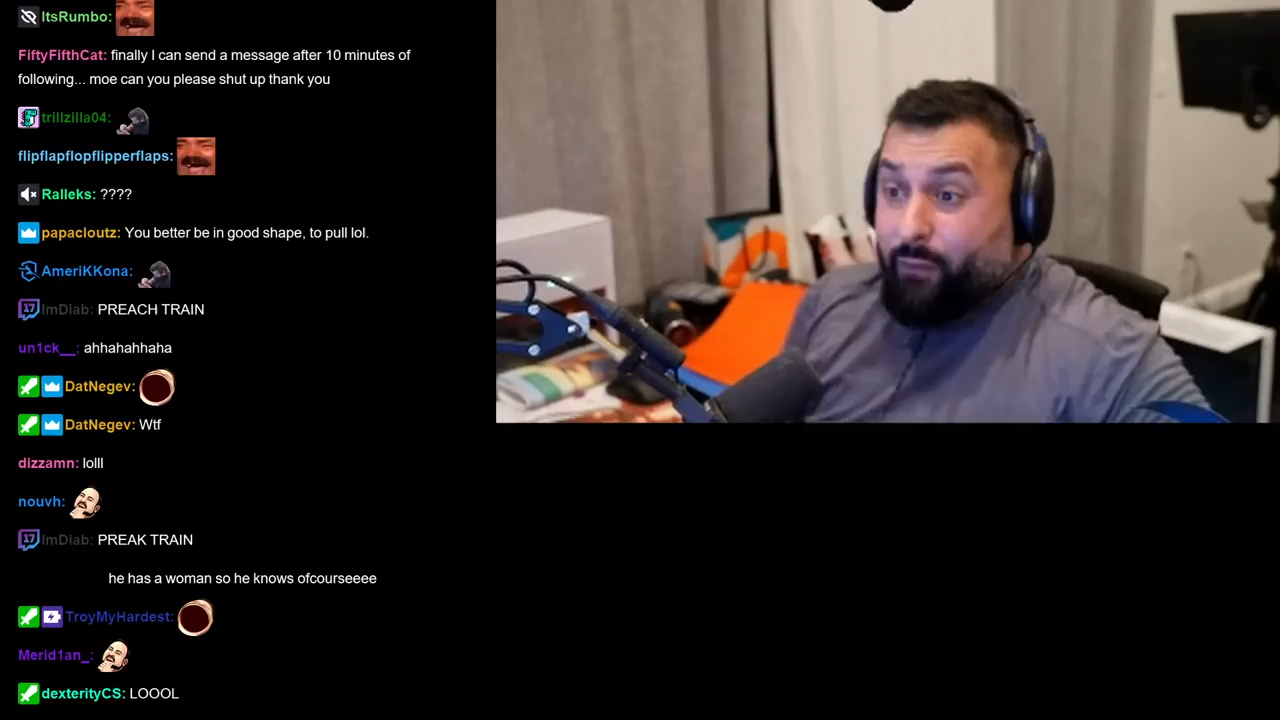 ItsRumbo:
FiftyFifthCat: finally I can send a message after 10 minutes of
following... moe can you please shut up thank you
trillzilla04:
flipflapflopflipperflaps:
Ralleks: ????
papacloutz: You better be in good shape, to pull lol.
AmeriKKona:
17 ImDiab: PREACH TRAIN
un1ck__: ahhahahhaha
DatNegev:
DatNegev: Wtf
dizzamn: lolll
nouvh:
17 ImDiab: PREAK TRAIN
he has a woman so he knows ofcourseeee
TroyMyHardest:
Merid1an_:
dexterityCS: LOOOL